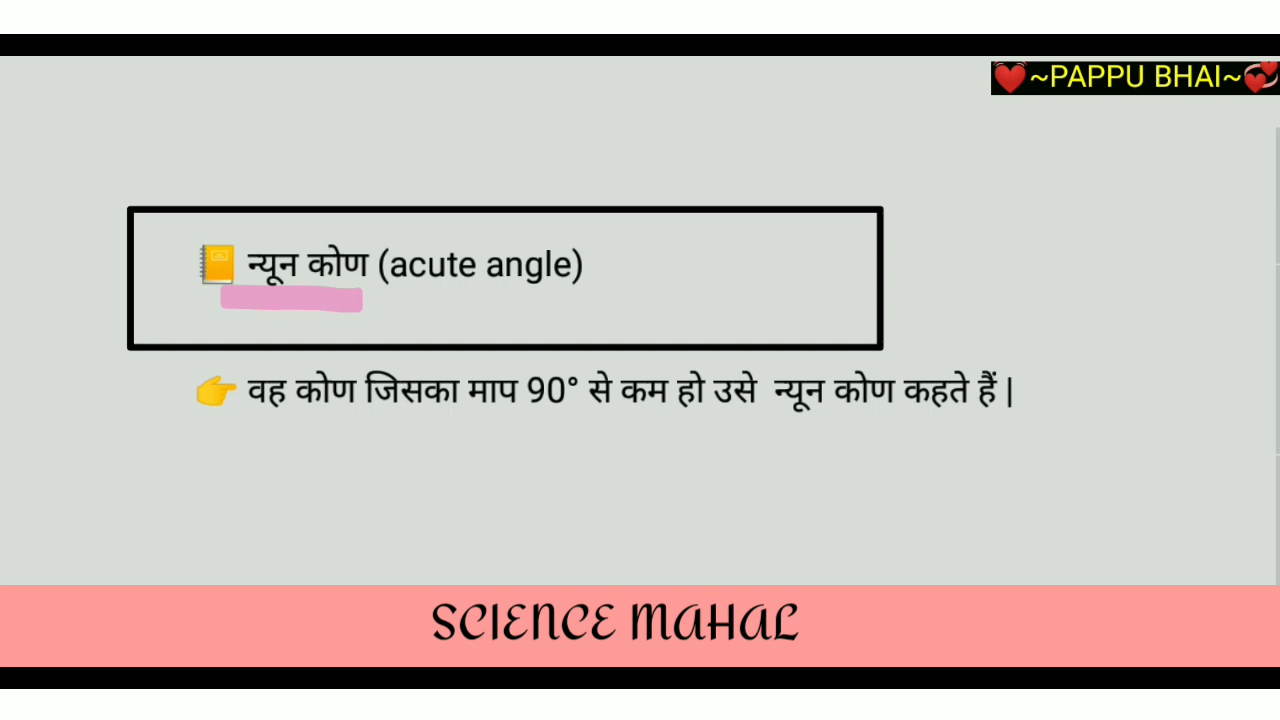 ❤️~PAPPU BHAI~💞
📒 न्यून कोण (acute angle)
👉 वह कोण जिसका माप 90° से कम हो उसे न्यून कोण कहते हैं |
SCIENCE MAHAL